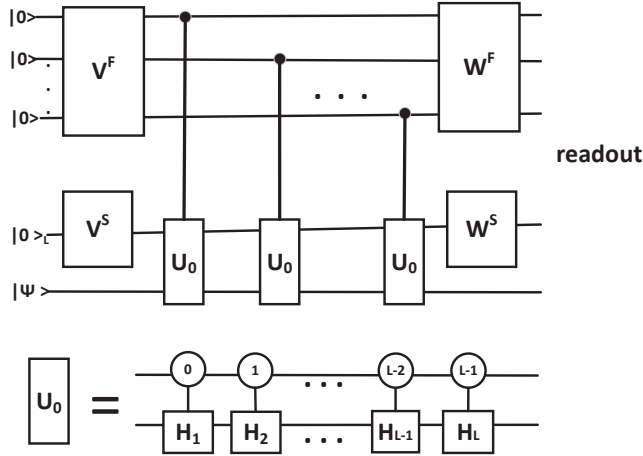 |0>
|0>
|0>
V^F
W^F
. . .
readout
|0>_L
V^S
W^S
U_0
U_0
U_0
|Ψ>
0
1
. . .
L-2
L-1
U_0 =
H_1
H_2
. . .
H_{L-1}
H_L